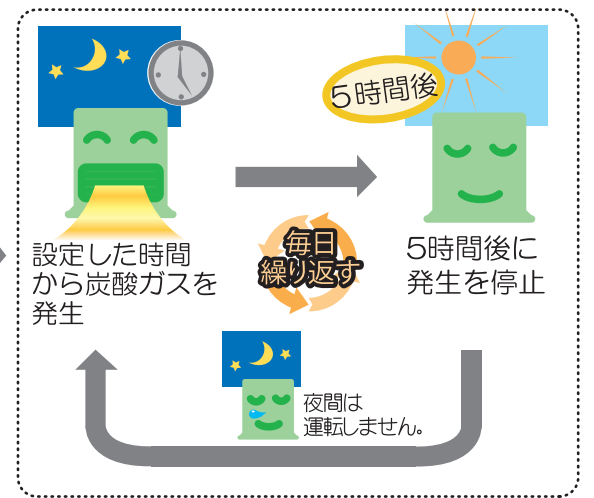 5時間後
設定した時間
から炭酸ガスを
発生
毎日
繰り返す
5時間後に
発生を停止
夜間は
運転しません。